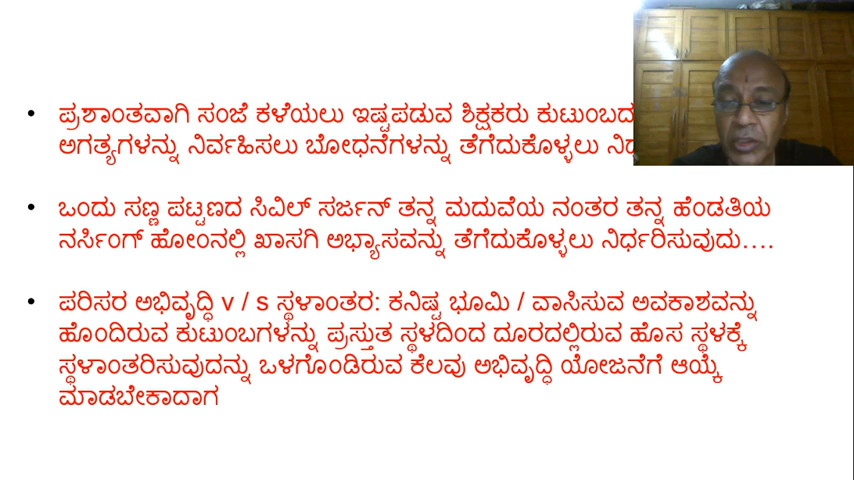 • ಪ್ರಶಾಂತವಾಗಿ ಸಂಜೆ ಕಳೆಯಲು ಇಷ್ಟಪಡುವ ಶಿಕ್ಷಕರು
ಅಗತ್ಯಗಳನ್ನು ನಿರ್ವಹಿಸಲು ಬೋಧನೆಗಳನ್ನು ತೆಗೆದುಕೊಳ್ಳಲು
• ಒಂದು ಸಣ್ಣ ಪಟ್ಟಣದ ಸಿವಿಲ್ ಸರ್ಜನ್ ತನ್ನ ಮದುವೆಯ ನಂತರ ತನ್ನ ಹೆಂಡತಿಯ
ನರ್ಸಿಂಗ್ ಹೋಂನಲ್ಲಿ ಖಾಸಗಿ ಅಭ್ಯಾಸವನ್ನು ತೆಗೆದುಕೊಳ್ಳಲು ನಿರ್ಧರಿಸುವುದು....
• ಪರಿಸರ ಅಭಿವೃದ್ಧಿ v / s ಸ್ಥಳಾಂತರ: ಕನಿಷ್ಟ ಭೂಮಿ / ವಾಸಿಸುವ ಅವಕಾಶವನ್ನು
ಹೊಂದಿರುವ ಕುಟುಂಬಗಳನ್ನು ಪ್ರಸ್ತುತ ಸ್ಥಳದಿಂದ ದೂರದಲ್ಲಿರುವ ಹೊಸ ಸ್ಥಳಕ್ಕೆ
ಸ್ಥಳಾಂತರಿಸುವುದನ್ನು ಒಳಗೊಂಡಿರುವ ಕೆಲವು ಅಭಿವೃದ್ಧಿ ಯೋಜನೆಗೆ ಆಯ್ಕೆ
ಮಾಡಬೇಕಾದಾಗ